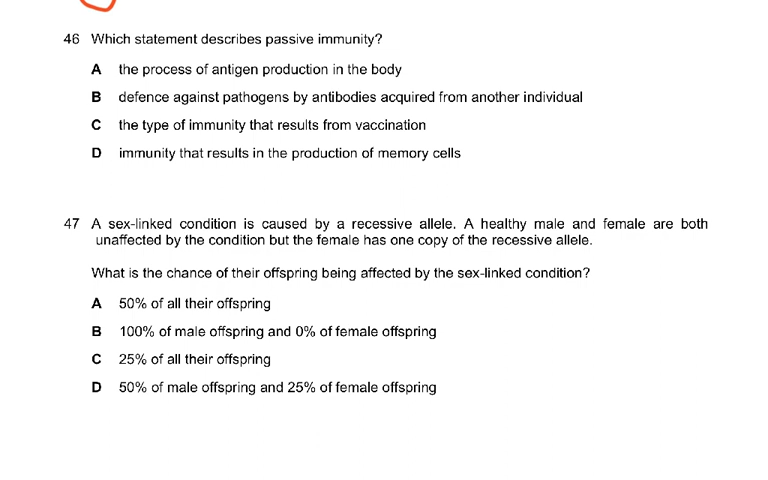 46 Which statement describes passive immunity?
A the process of antigen production in the body
B defence against pathogens by antibodies acquired from another individual
C the type of immunity that results from vaccination
D immunity that results in the production of memory cells
47 A sex-linked condition is caused by a recessive allele. A healthy male and female are both
unaffected by the condition but the female has one copy of the recessive allele.
What is the chance of their offspring being affected by the sex-linked condition?
A 50% of all their offspring
B 100% of male offspring and 0% of female offspring
C 25% of all their offspring
D 50% of male offspring and 25% of female offspring